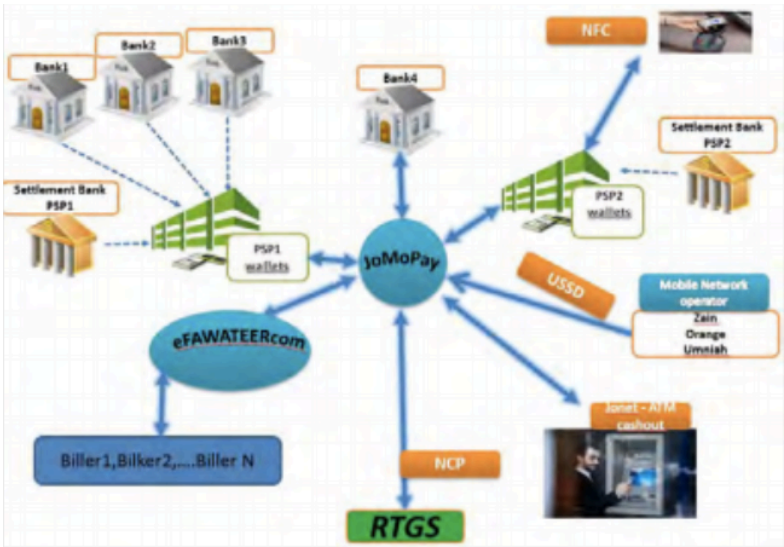 Bank1
Bank2
Bank3
Bank4
NFC
Settlement Bank
PSP1
PSP1
wallets
JoMoPay
PSP2
wallets
Settlement Bank
PSP2
USSD
Mobile Network
operator
Zain
Orange
Umniah
eFAWATEERcom
Biller1,Bilker2,....Biller N
NCP
RTGS
Jonet - ATM
cashout